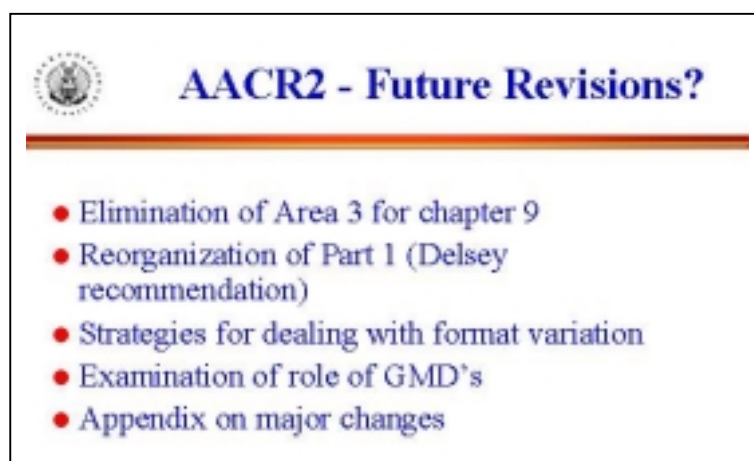 AACR2 - Future Revisions?
Elimination of Area 3 for chapter 9
Reorganization of Part 1 (Delsey
recommendation)
Strategies for dealing with format variation
Examination of role of GMD's
Appendix on major changes